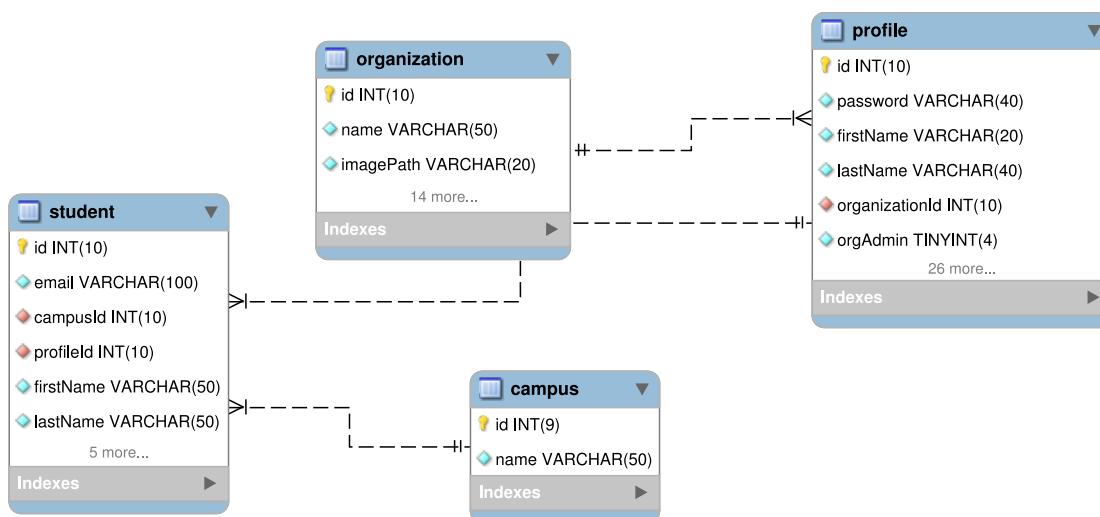 organization
id INT(10)
name VARCHAR(50)
imagePath VARCHAR(20)
14 more...
Indexes
profile
id INT(10)
password VARCHAR(40)
firstName VARCHAR(20)
lastName VARCHAR(40)
organizationId INT(10)
orgAdmin TINYINT(4)
26 more...
Indexes
student
id INT(10)
email VARCHAR(100)
campusId INT(10)
profileId INT(10)
firstName VARCHAR(50)
lastName VARCHAR(50)
5 more...
Indexes
campus
id INT(9)
name VARCHAR(50)
Indexes